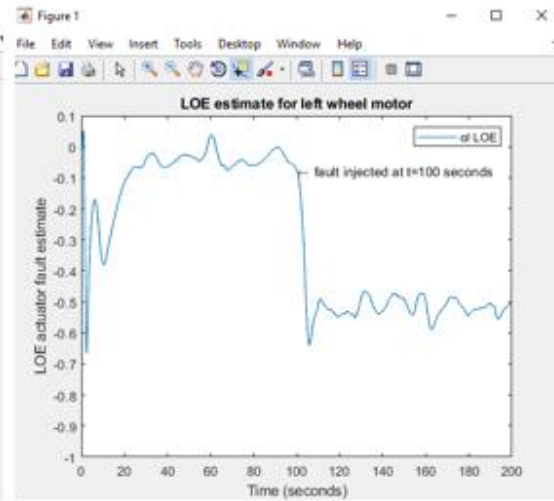 Figure 1
File Edit View Insert Tools Desktop Window Help
LOE estimate for left wheel motor
αl LOE
fault injected at t=100 seconds
LOE actuator fault estimate
0.1
0
-0.1
-0.2
-0.3
-0.4
-0.5
-0.6
-0.7
-0.8
-0.9
-1
0 20 40 60 80 100 120 140 160 180 200
Time (seconds)